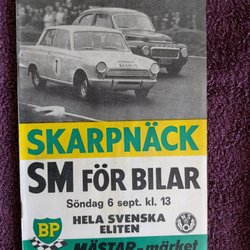 7
SKARPNÄCK
SM FÖR BILAR
Söndag 6 sept. kl. 13
HELA SVENSKA
ELITEN
BP
MÄSTAR-märket